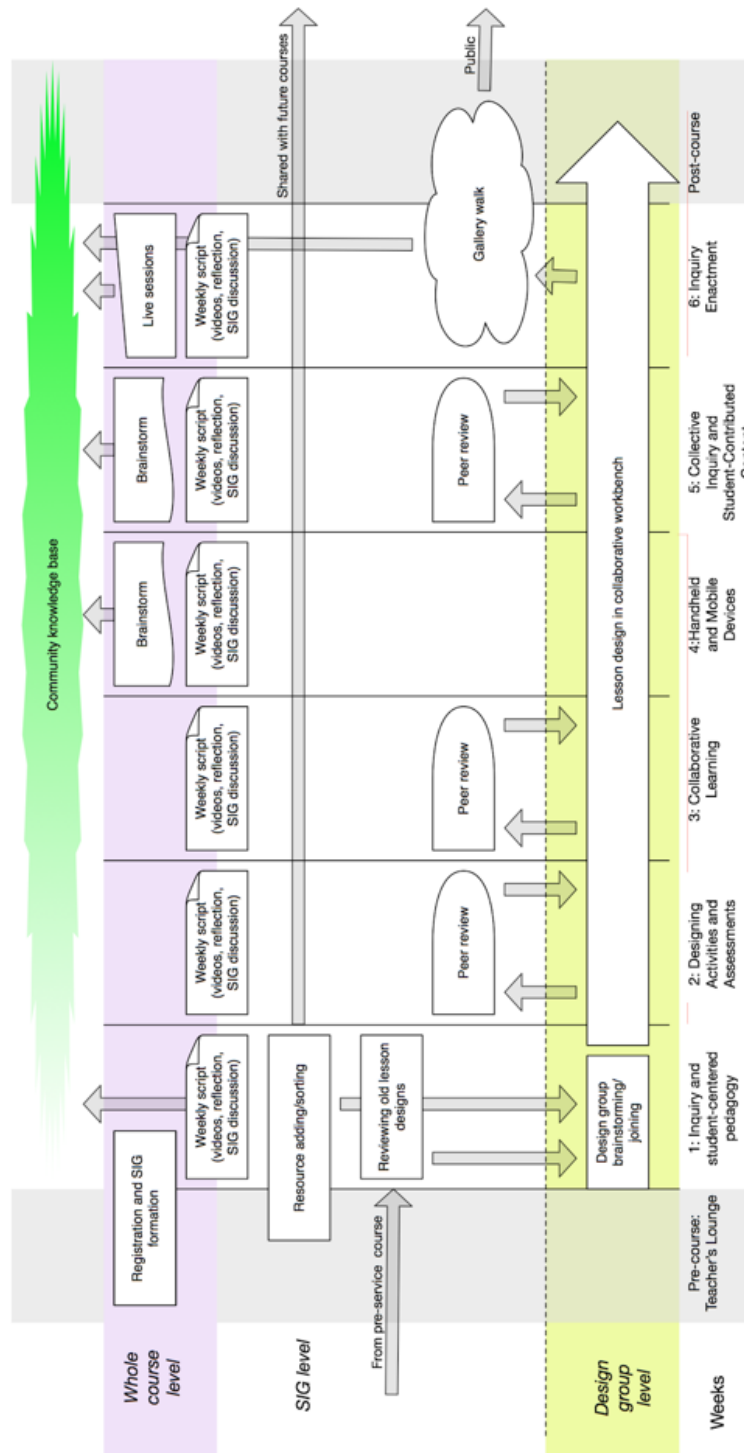 Community knowledge base
Whole
course
level
Registration and SIG
formation
Brainstorm
Brainstorm
Live sessions
Weekly script
(videos, reflection,
SIG discussion)
Weekly script
(videos, reflection,
SIG discussion)
Weekly script
(videos, reflection,
SIG discussion)
Weekly script
(videos, reflection,
SIG discussion)
Weekly script
(videos, reflection,
SIG discussion)
Weekly script
(videos, reflection,
SIG discussion)
SIG level
Resource adding/sorting
Shared with future courses
From pre-service course
Reviewing old lesson
designs
Peer review
Peer review
Peer review
Gallery walk
Public
Design
group
level
Design group
brainstorming/
joining
Lesson design in collaborative workbench
Weeks
Pre-course:
Teacher's Lounge
1: Inquiry and
student-centered
pedagogy
2: Designing
Activities and
Assessments
3: Collaborative
Learning
4:Handheld
and Mobile
Devices
5: Collective
Inquiry and
Student-Contributed
6: Inquiry
Enactment
Post-course